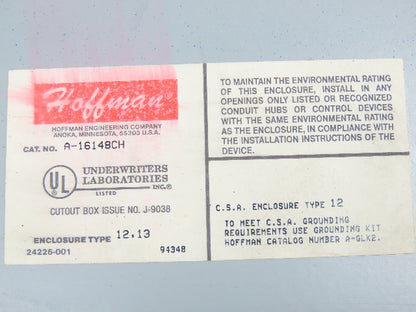 Hoffman®
HOFFMAN ENGINEERING COMPANY
ANOKA, MINNESOTA, 55303 U.S.A.
CAT. NO. A-16148CH
UL
UNDERWRITERS
LABORATORIES
INC.®
LISTED
CUTOUT BOX ISSUE NO. J-9038
ENCLOSURE TYPE 12,13
24226-001 94348
TO MAINTAIN THE ENVIRONMENTAL RATING
OF THIS ENCLOSURE, INSTALL IN ANY
OPENINGS ONLY LISTED OR RECOGNIZED
CONDUIT HUBS OR CONTROL DEVICES
WITH THE SAME ENVIRONMENTAL RATING
AS THE ENCLOSURE, IN COMPLIANCE WITH
THE INSTALLATION INSTRUCTIONS OF THE
DEVICE.
C.S.A. ENCLOSURE TYPE 12
TO MEET C.S.A. GROUNDING
REQUIREMENTS USE GROUNDING KIT
HOFFMAN CATALOG NUMBER A-GLK2.